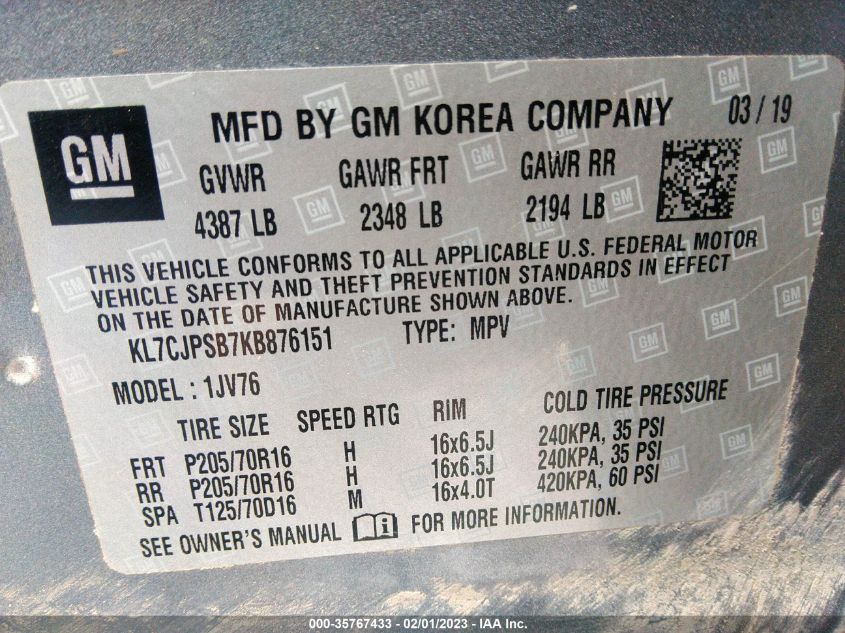 GM
MFD BY GM KOREA COMPANY 03 / 19
GVWR GAWR FRT GAWR RR
4387 LB 2348 LB 2194 LB
THIS VEHICLE CONFORMS TO ALL APPLICABLE U.S. FEDERAL MOTOR
VEHICLE SAFETY AND THEFT PREVENTION STANDARDS IN EFFECT
ON THE DATE OF MANUFACTURE SHOWN ABOVE.
KL7CJPSB7KB876151 TYPE: MPV
MODEL : 1JV76
TIRE SIZE SPEED RTG RIM COLD TIRE PRESSURE
FRT P205/70R16 H 16x6.5J 240KPA, 35 PSI
RR P205/70R16 H 16x6.5J 240KPA, 35 PSI
SPA T125/70D16 M 16x4.0T 420KPA, 60 PSI
SEE OWNER'S MANUAL i FOR MORE INFORMATION.
000-35767433 - 02/01/2023 - IAA Inc.